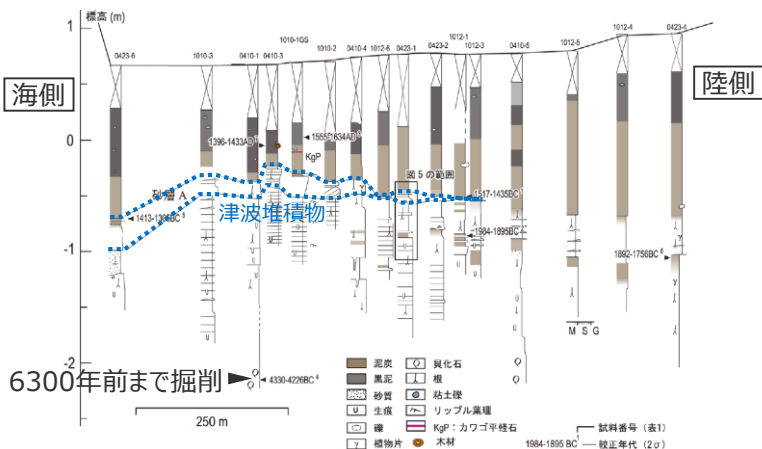 標高 (m)
1
0
-1
-2
海側
陸側
0423-6
1010-3
0410-1
0410-3
1010-1GS
1010-2
0410-4
1012-6
0423-1
0423-2
1012-1
1012-3
0410-5
1012-5
1012-4
0423-4
1396-1433AD
1555-1634AD
KgP
図5の範囲
砂層 A
津波堆積物
1517-1435BC
1984-1895BC
1892-1756BC 6
M S G
6300年前まで掘削
4330-4226BC 4
250 m
泥炭
貝化石
黒泥
根
砂質
粘土礫
生痕
リップル葉理
礫
KgP:カワゴ平軽石
植物片
木材
試料番号(表1)
1984-1895 BC 1
較正年代(2σ)